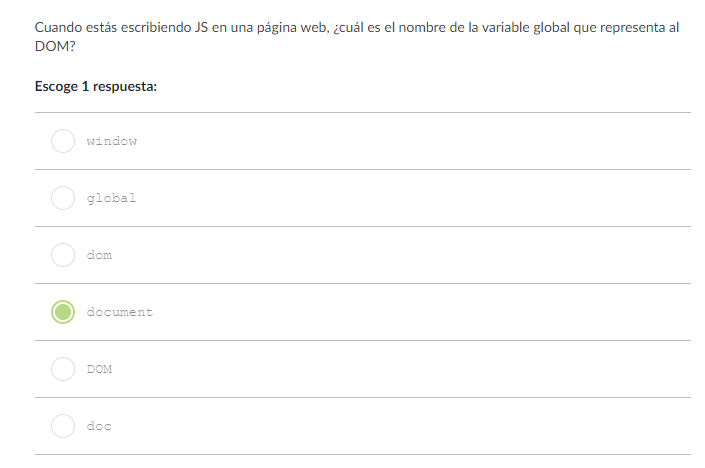 Cuando estás escribiendo JS en una página web, ¿cuál es el nombre de la variable global que representa al
DOM?
Escoge 1 respuesta:
window
global
dom
document
DOM
doc